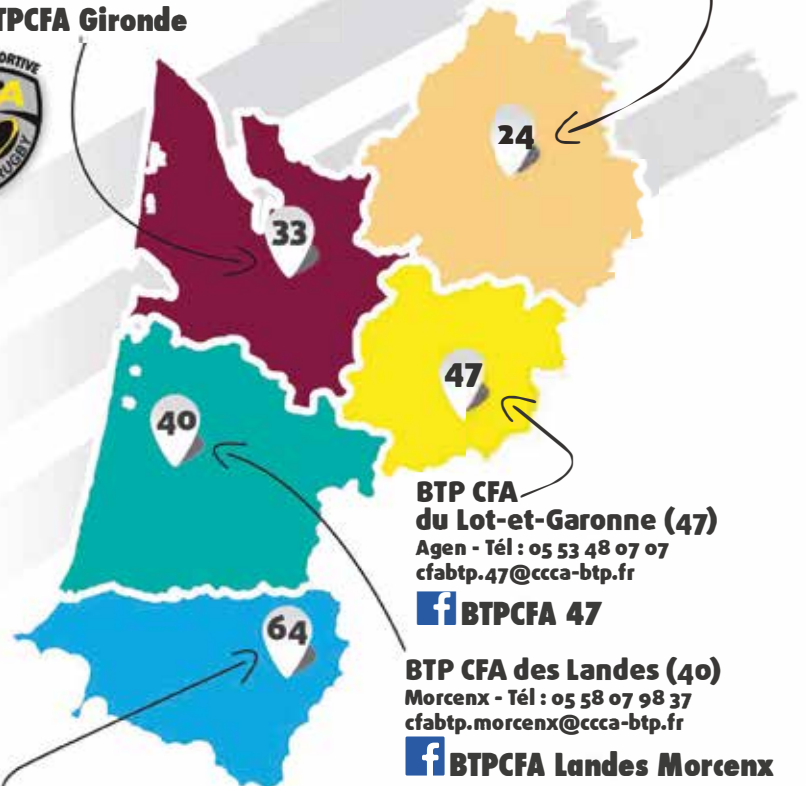 TPCFA Gironde
RUGBY
24
33
47
40
64
BTP CFA
du Lot-et-Garonne (47)
Agen - Tél : 05 53 48 07 07
cfabtp.47@ccca-btp.fr
f BTPCFA 47
BTP CFA des Landes (40)
Morcenx - Tél : 05 58 07 98 37
cfabtp.morcenx@ccca-btp.fr
f BTPCFA Landes Morcenx